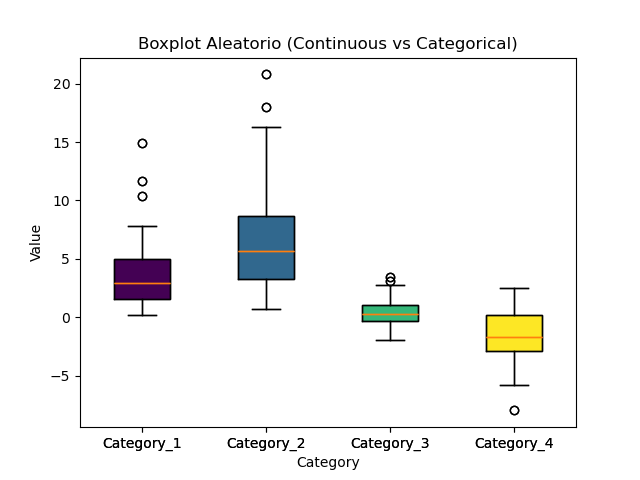 Boxplot Aleatorio (Continuous vs Categorical)
20
15
10
5
0
−5
Value
Category_1
Category_2
Category_3
Category_4
Category